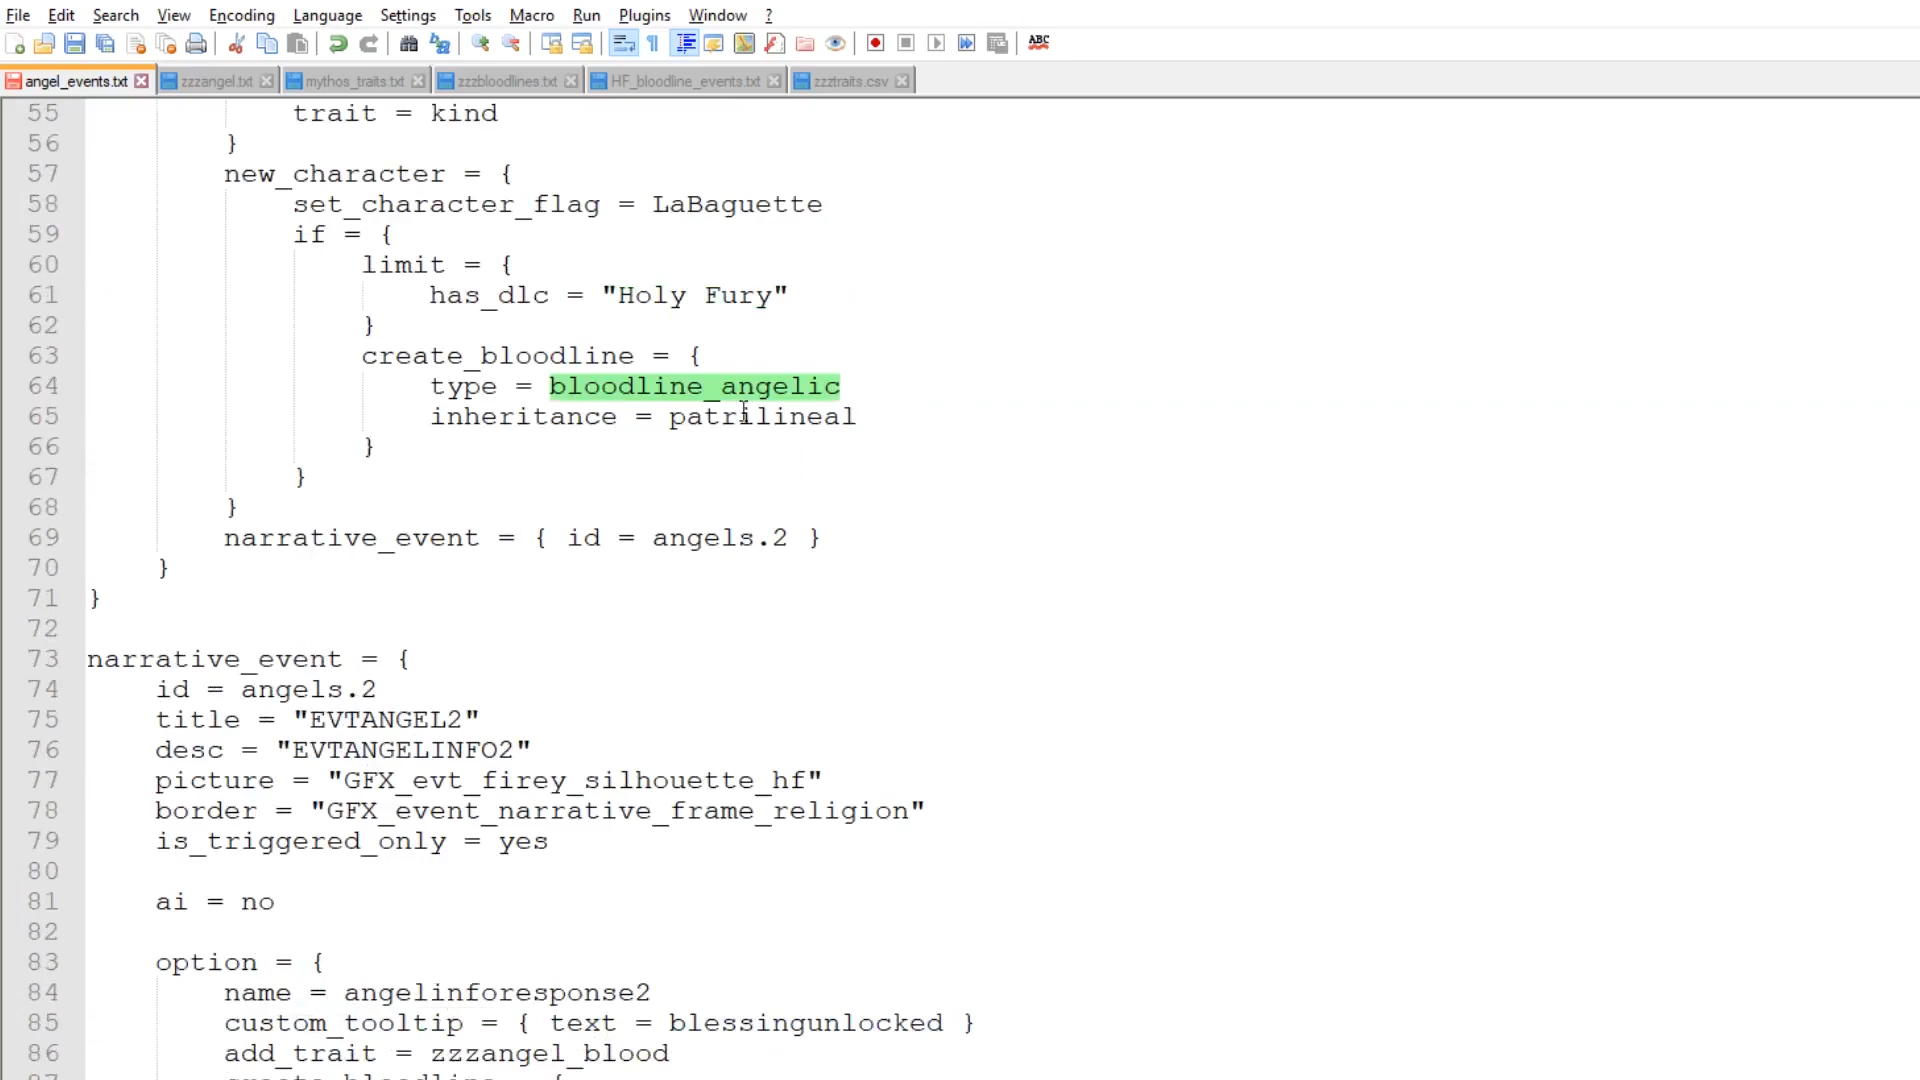 File Edit Search View Encoding Language Settings Tools Macro Run Plugins Window ?
ABC
angel_events.txt zzzangel.txt mythos_traits.txt zzzbloodlines.txt HF_bloodline_events.txt zzztraits.csv
55 trait = kind
56 }
57 new_character = {
58 set_character_flag = LaBaguette
59 if = {
60 limit = {
61 has_dlc = "Holy Fury"
62 }
63 create_bloodline = {
64 type = bloodline_angelic
65 inheritance = patrilineal
66 }
67 }
68 }
69 narrative_event = { id = angels.2 }
70 }
71 }
72
73 narrative_event = {
74 id = angels.2
75 title = "EVTANGEL2"
76 desc = "EVTANGELINFO2"
77 picture = "GFX_evt_firey_silhouette_hf"
78 border = "GFX_event_narrative_frame_religion"
79 is_triggered_only = yes
80
81 ai = no
82
83 option = {
84 name = angelinforesponse2
85 custom_tooltip = { text = blessingunlocked }
86 add_trait = zzzangel_blood